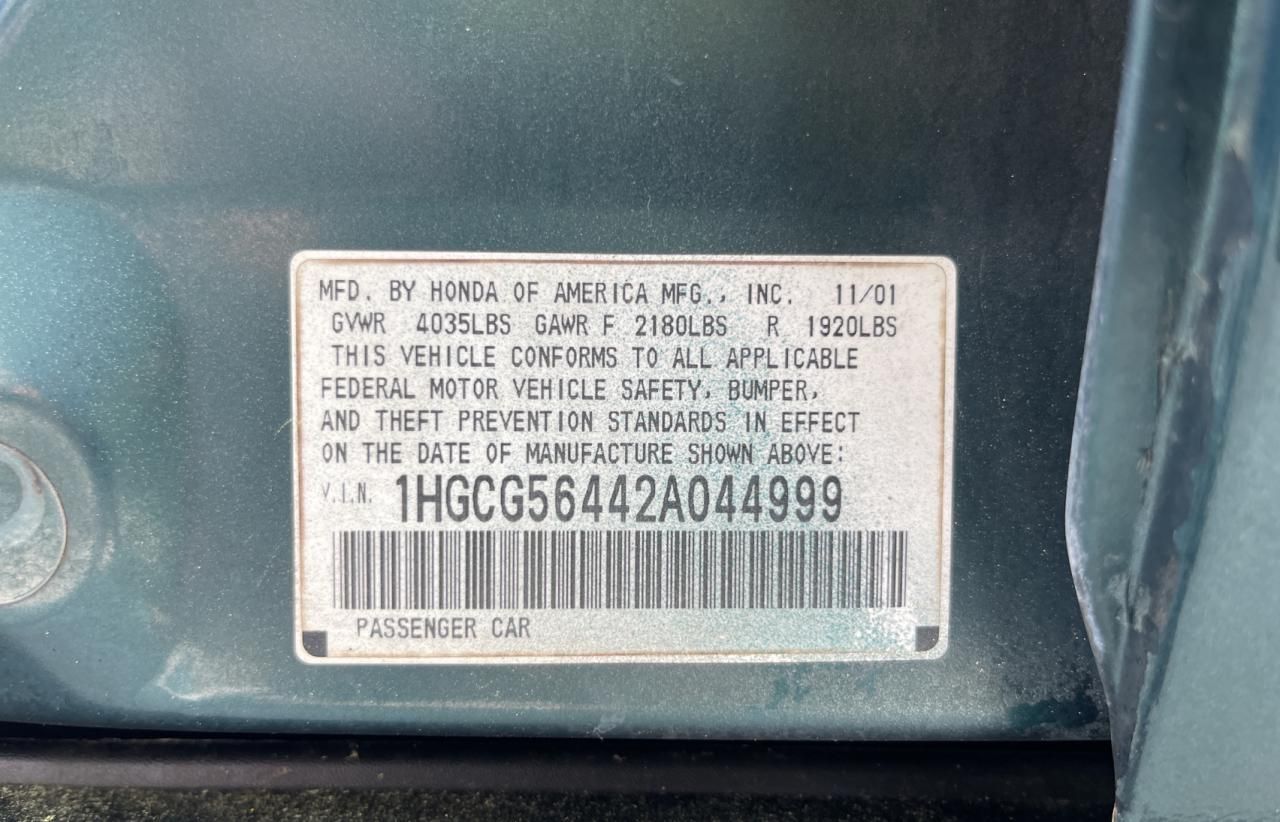 MFD. BY HONDA OF AMERICA MFG., INC. 11/01
GVWR 4035LBS GAWR F 2180LBS R 1920LBS
THIS VEHICLE CONFORMS TO ALL APPLICABLE
FEDERAL MOTOR VEHICLE SAFETY, BUMPER,
AND THEFT PREVENTION STANDARDS IN EFFECT
ON THE DATE OF MANUFACTURE SHOWN ABOVE:
V.I.N. 1HGCG56442A044999
PASSENGER CAR